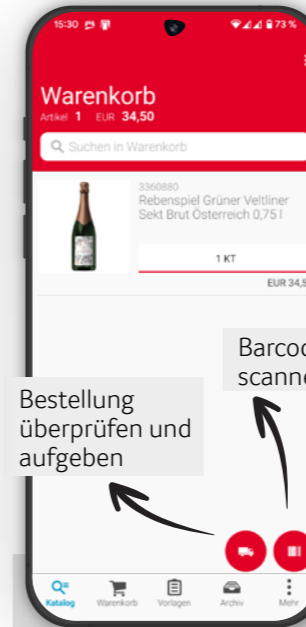 15:30 73 %
Warenkorb
Artikel 1 EUR 34,50
Suchen in Warenkorb
3360880
Rebenspiel Grüner Veltliner
Sekt Brut Österreich 0,75 l
1 KT
EUR 34,5
Barcod
scanne
Bestellung
überprüfen und
aufgeben
Katalog Warenkorb Vorlagen Archiv Mehr